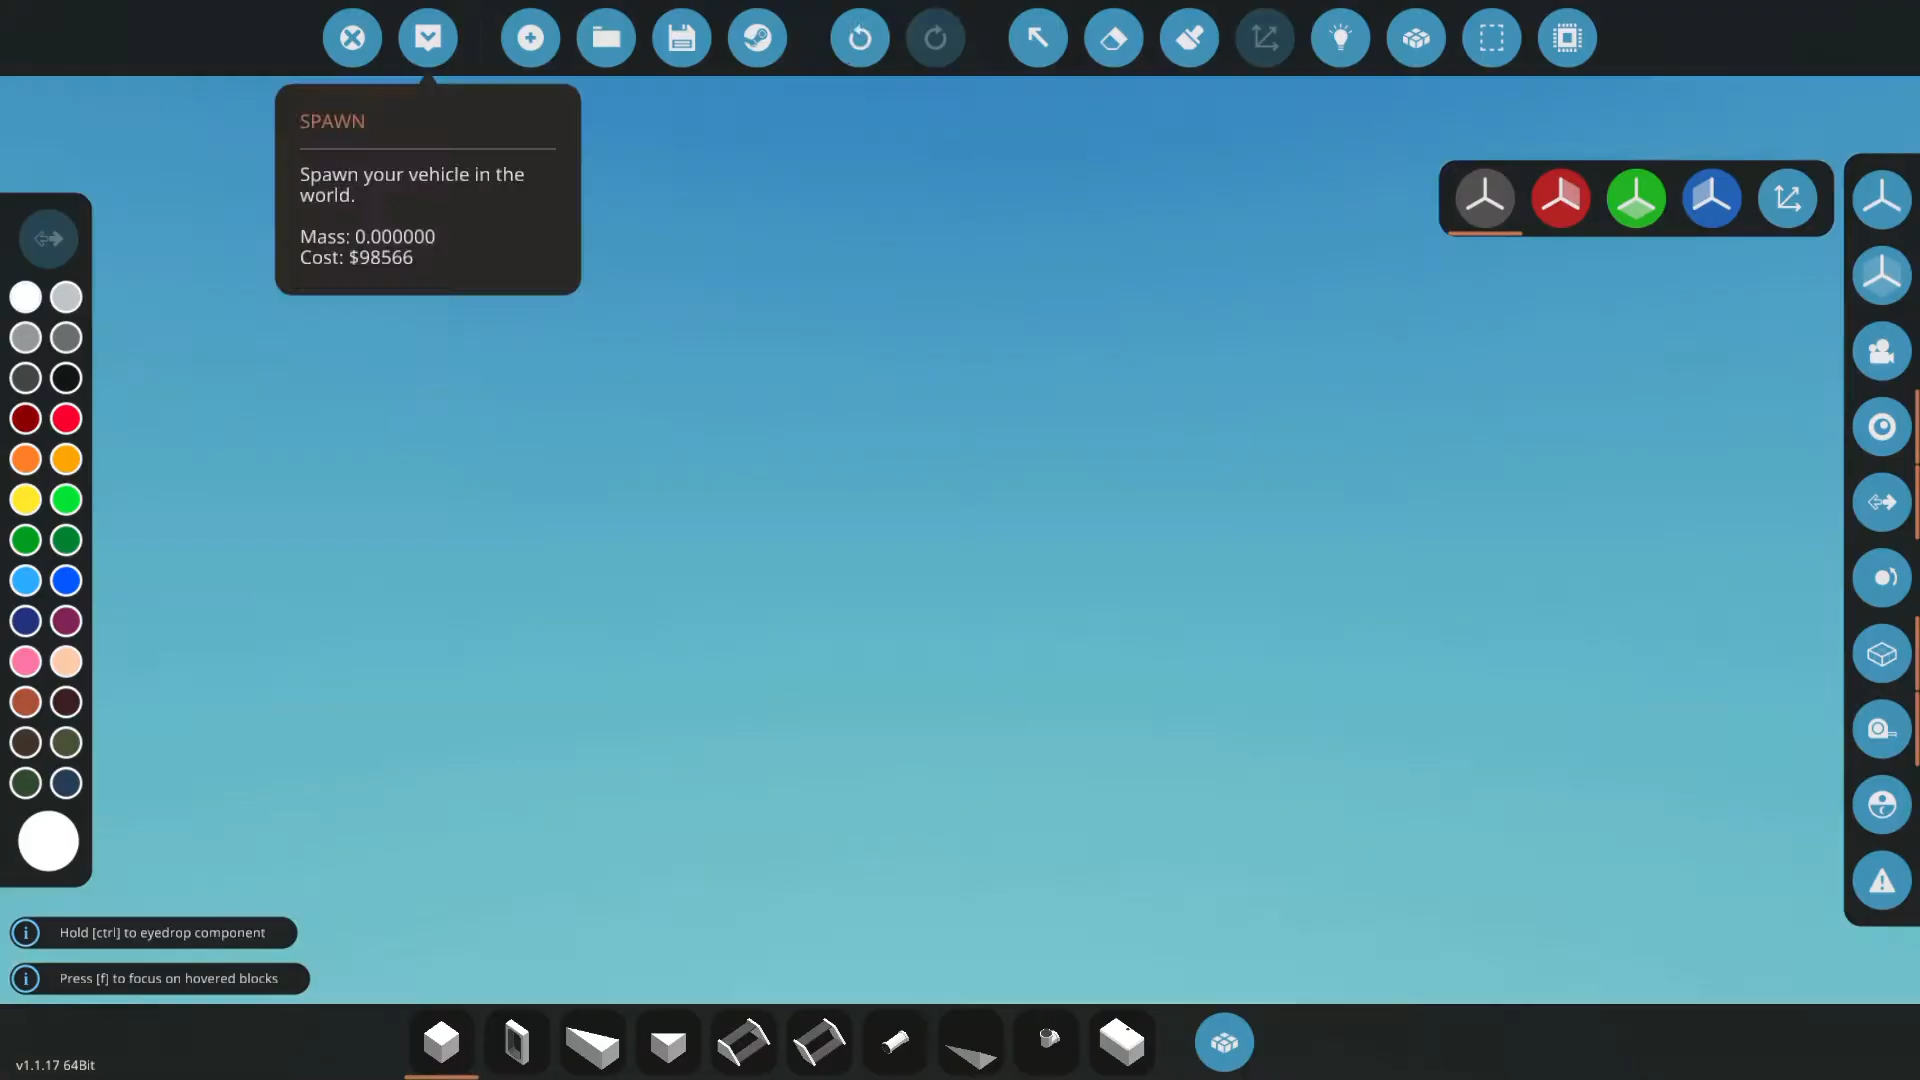 SPAWN
Spawn your vehicle in the
world.
Mass: 0.000000
Cost: $98566
Hold [ctrl] to eyedrop component
Press [f] to focus on hovered blocks
v1.1.17 64Bit